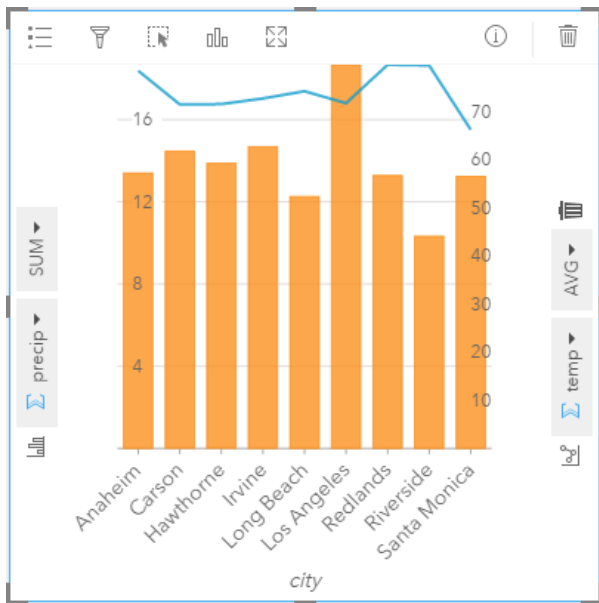 16
12
8
4
70
60
50
40
30
20
10
SUM
precip
AVG
temp
Anaheim
Carson
Hawthorne
Irvine
Long Beach
Los Angeles
Redlands
Riverside
Santa Monica
city